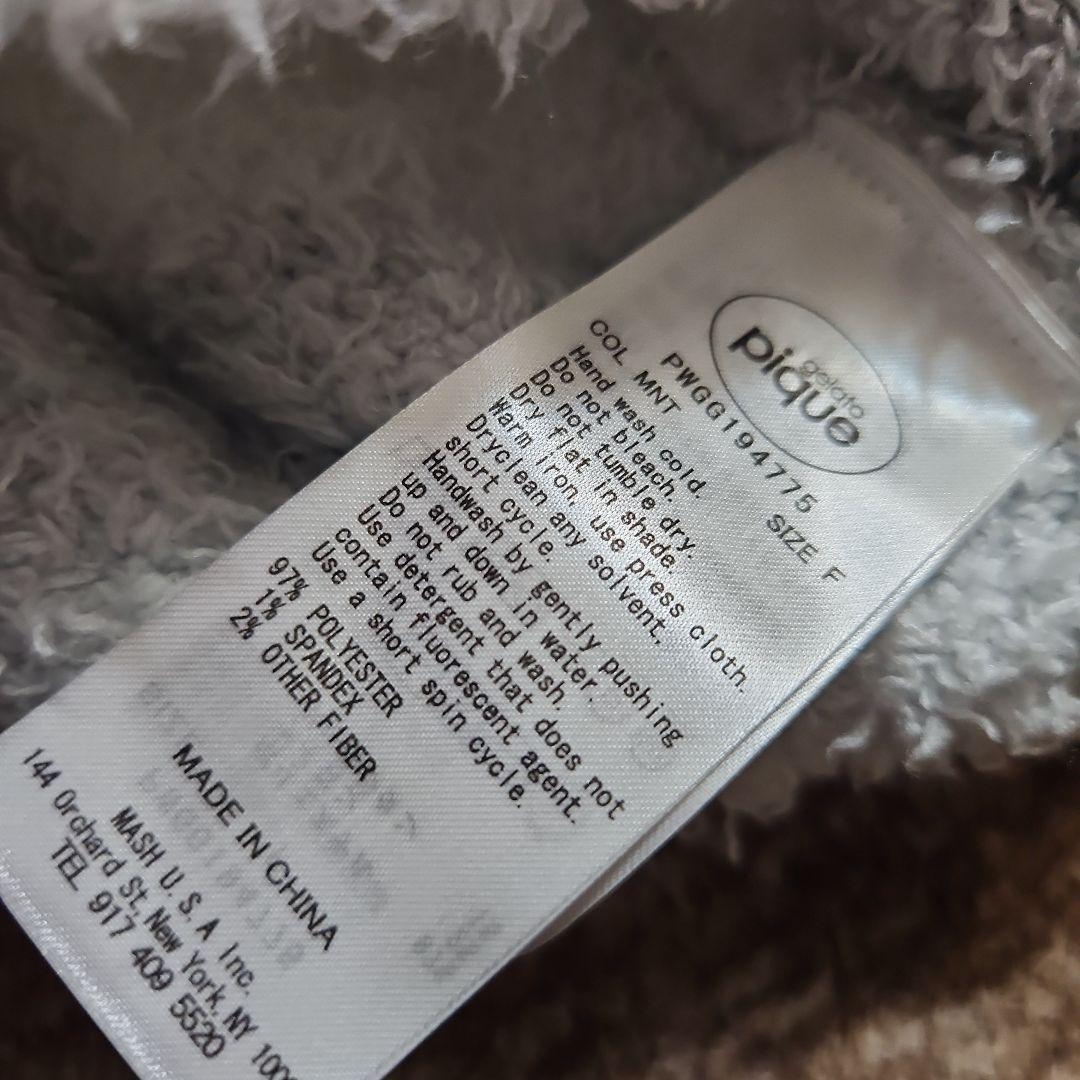 gelato
pique
PWGG194775 SIZE F
COL MNT
Hand wash cold.
Do not bleach.
Do not tumble dry.
Dry flat in shade.
Warm iron, use press cloth.
Dryclean any solvent.
short cycle.
Handwash by gently pushing
up and down in water.
Do not rub and wash.
Use detergent that does not
contain fluorescent agent.
Use a short spin cycle.
97% POLYESTER
1% SPANDEX
2% OTHER FIBER
MADE IN CHINA
MASH U.S.A Inc.
144 Orchard St, New York, NY
TEL 917 409 5520